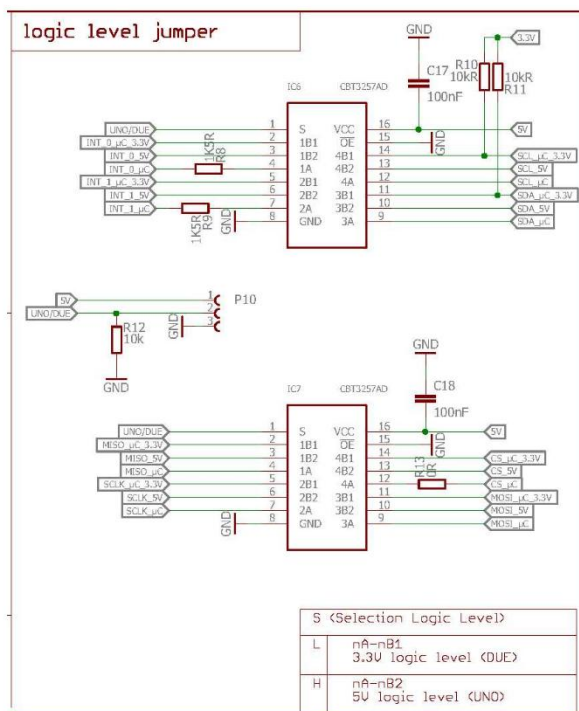 logic level jumper
GND
3.3V
C17
100nF
R10
10kR
10kR
R11
IC6
CBT3257AD
UNO/DUE
1
S
VCC
16
5V
INT_0_µC_3.3V
2
1B1
OE
15
GND
INT_0_5V
3
1B2
4B1
14
SCL_µC_3.3V
INT_0_µC
1K5R
R8
4
1A
4B2
13
SCL_5V
INT_1_µC_3.3V
5
2B1
4A
12
SCL_µC
INT_1_5V
6
2B2
3B1
11
SDA_µC_3.3V
INT_1_µC
1K5R
R9
7
2A
3B2
10
SDA_5V
GND
8
GND
3A
9
SDA_µC
5V
1
P10
UNO/DUE
2
GND
3
R12
10k
GND
GND
C18
100nF
IC7
CBT3257AD
UNO/DUE
1
S
VCC
16
5V
MISO_µC_3.3V
2
1B1
OE
15
GND
MISO_5V
3
1B2
4B1
14
CS_µC_3.3V
MISO_µC
4
1A
4B2
13
CS_5V
SCLK_µC_3.3V
5
2B1
4A
12
R13
0R
CS_µC
SCLK_5V
6
2B2
3B1
11
MOSI_µC_3.3V
SCLK_µC
7
2A
3B2
10
MOSI_5V
GND
8
GND
3A
9
MOSI_µC
S (Selection Logic Level)
L
nA-nB1
3.3V logic level (DUE)
H
nA-nB2
5V logic level (UNO)